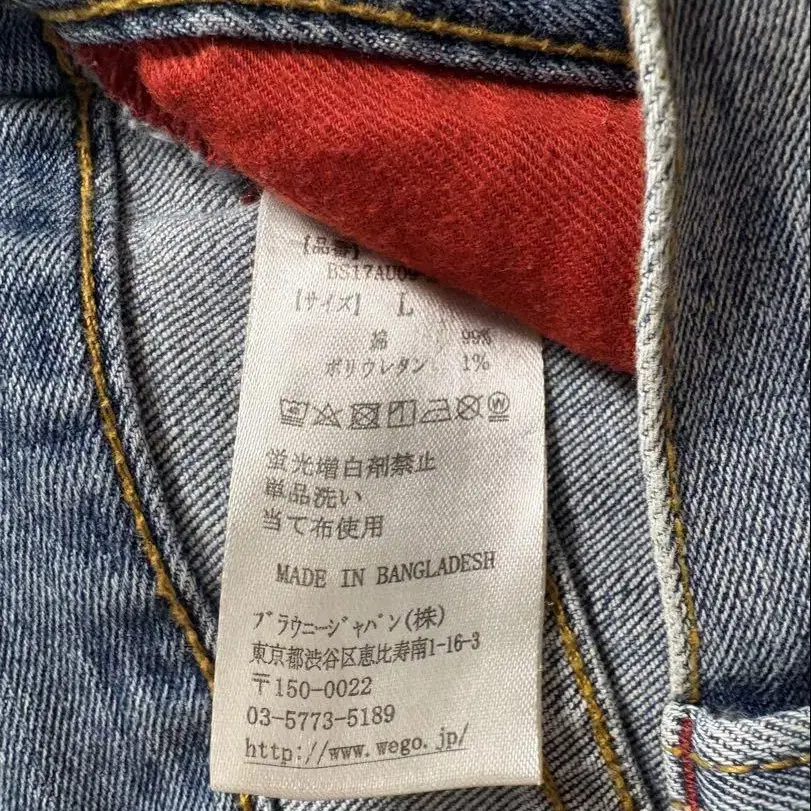 【品番】
BS17AU09
【サイズ】 L
綿 99%
ポリウレタン 1%
蛍光増白剤禁止
単品洗い
当て布使用
MADE IN BANGLADESH
ブラウニージャパン(株)
東京都渋谷区恵比寿南1-16-3
〒150-0022
03-5773-5189
http://www.wego.jp/